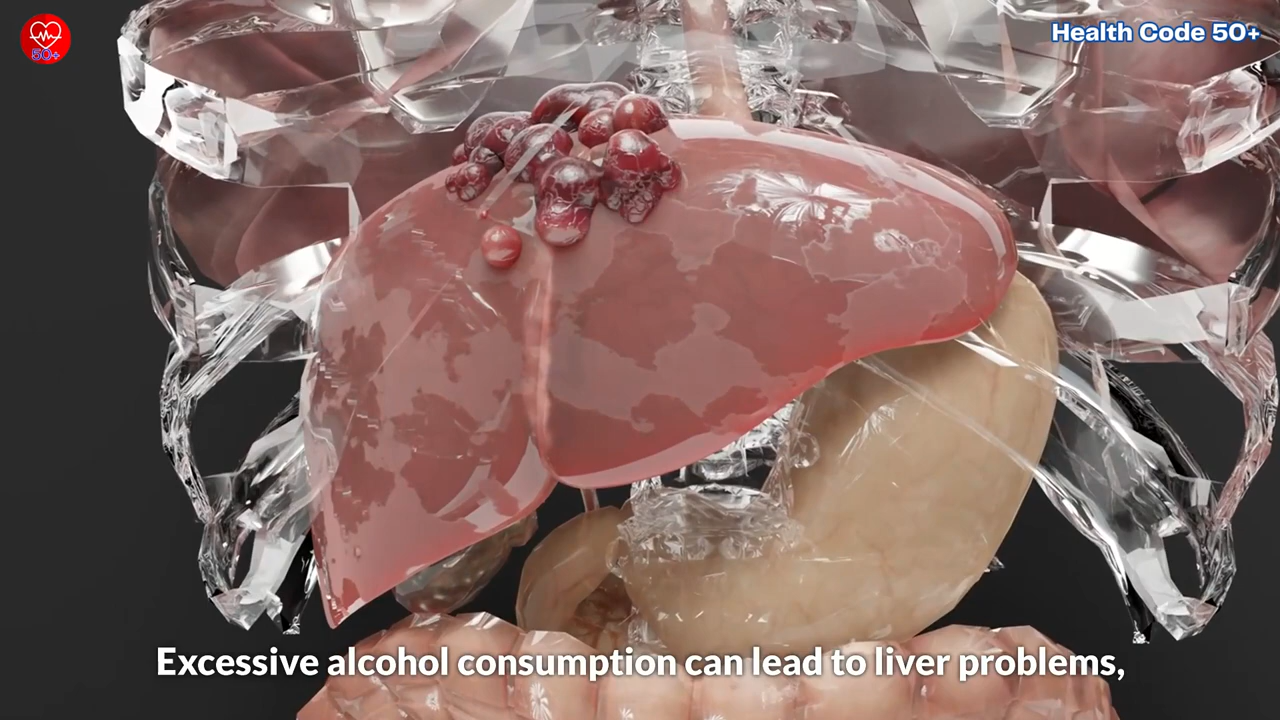 50+
Health Code 50+
Excessive alcohol consumption can lead to liver problems,